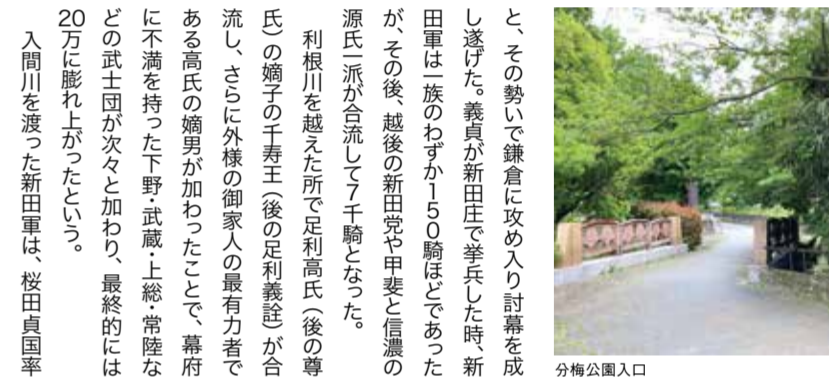 と、その勢いで鎌倉に攻め入り討幕を成
し遂げた。義貞が新田庄で挙兵した時、新
田軍は一族のわずか150騎ほどであった
が、その後、越後の新田党や甲斐と信濃の
源氏一派が合流して7千騎となった。
利根川を越えた所で足利高氏(後の尊
氏)の嫡子の千寿王(後の足利義詮)が合
流し、さらに外様の御家人の最有力者で
ある高氏の嫡男が加わったことで、幕府
に不満を持った下野・武蔵・上総・常陸な
どの武士団が次々と加わり、最終的には
20万に膨れ上がったという。
入間川を渡った新田軍は、桜田貞国率
分梅公園入口